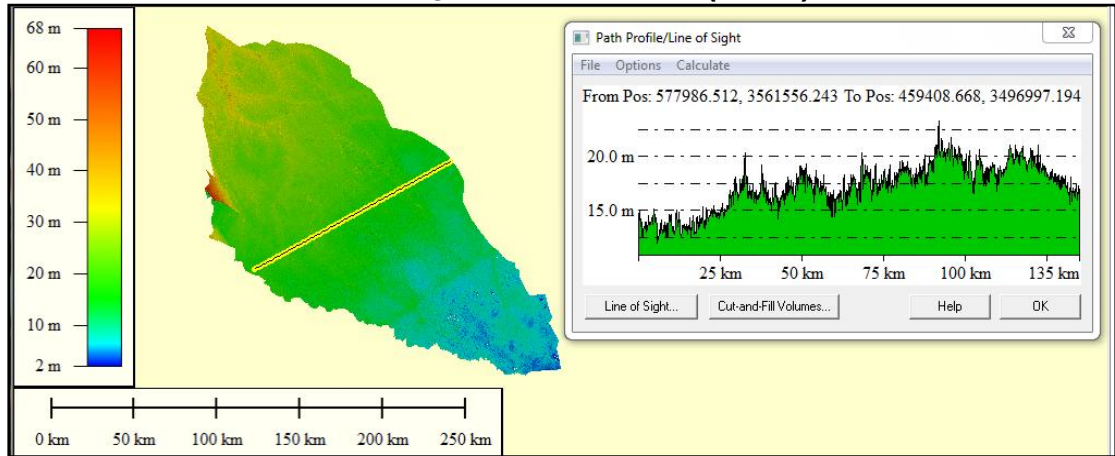 68 m
60 m
50 m
40 m
30 m
20 m
10 m
2 m
0 km 50 km 100 km 150 km 200 km 250 km
Path Profile/Line of Sight
File Options Calculate
From Pos: 577986.512, 3561556.243 To Pos: 459408.668, 3496997.194
20.0 m
15.0 m
25 km 50 km 75 km 100 km 135 km
Line of Sight... Cut-and-Fill Volumes... Help OK